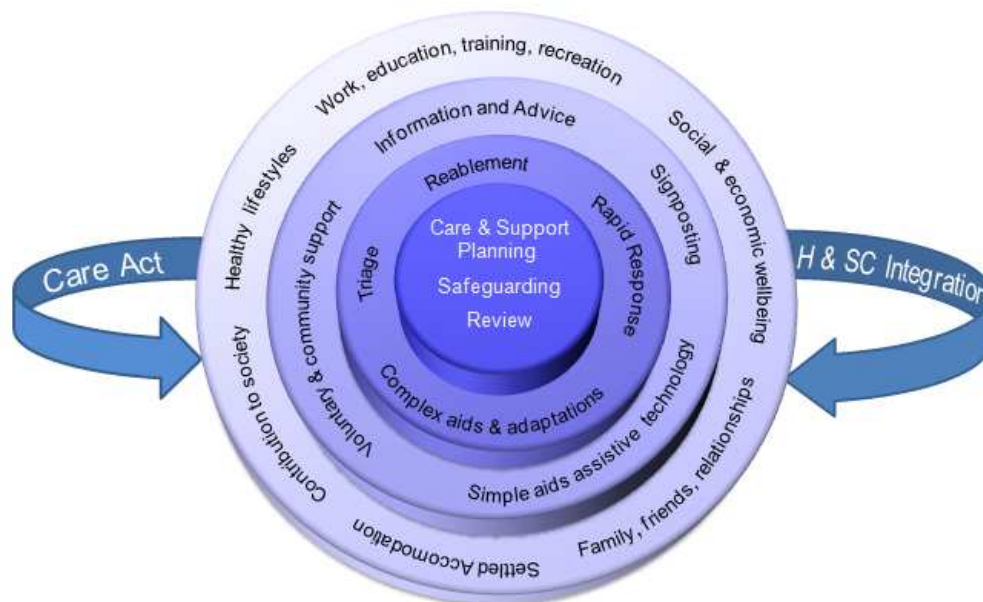 Work, education, training, recreation
Social & economic wellbeing
Family, friends, relationships
Settled Accomodation
Contribution to society
Healthy lifestyles
Information and Advice
Signposting
Simple aids assistive technology
Voluntary & community support
Reablement
Rapid Response
Complex aids & adaptations
Triage
Care & Support
Planning
Safeguarding
Review
Care Act
H & SC Integration